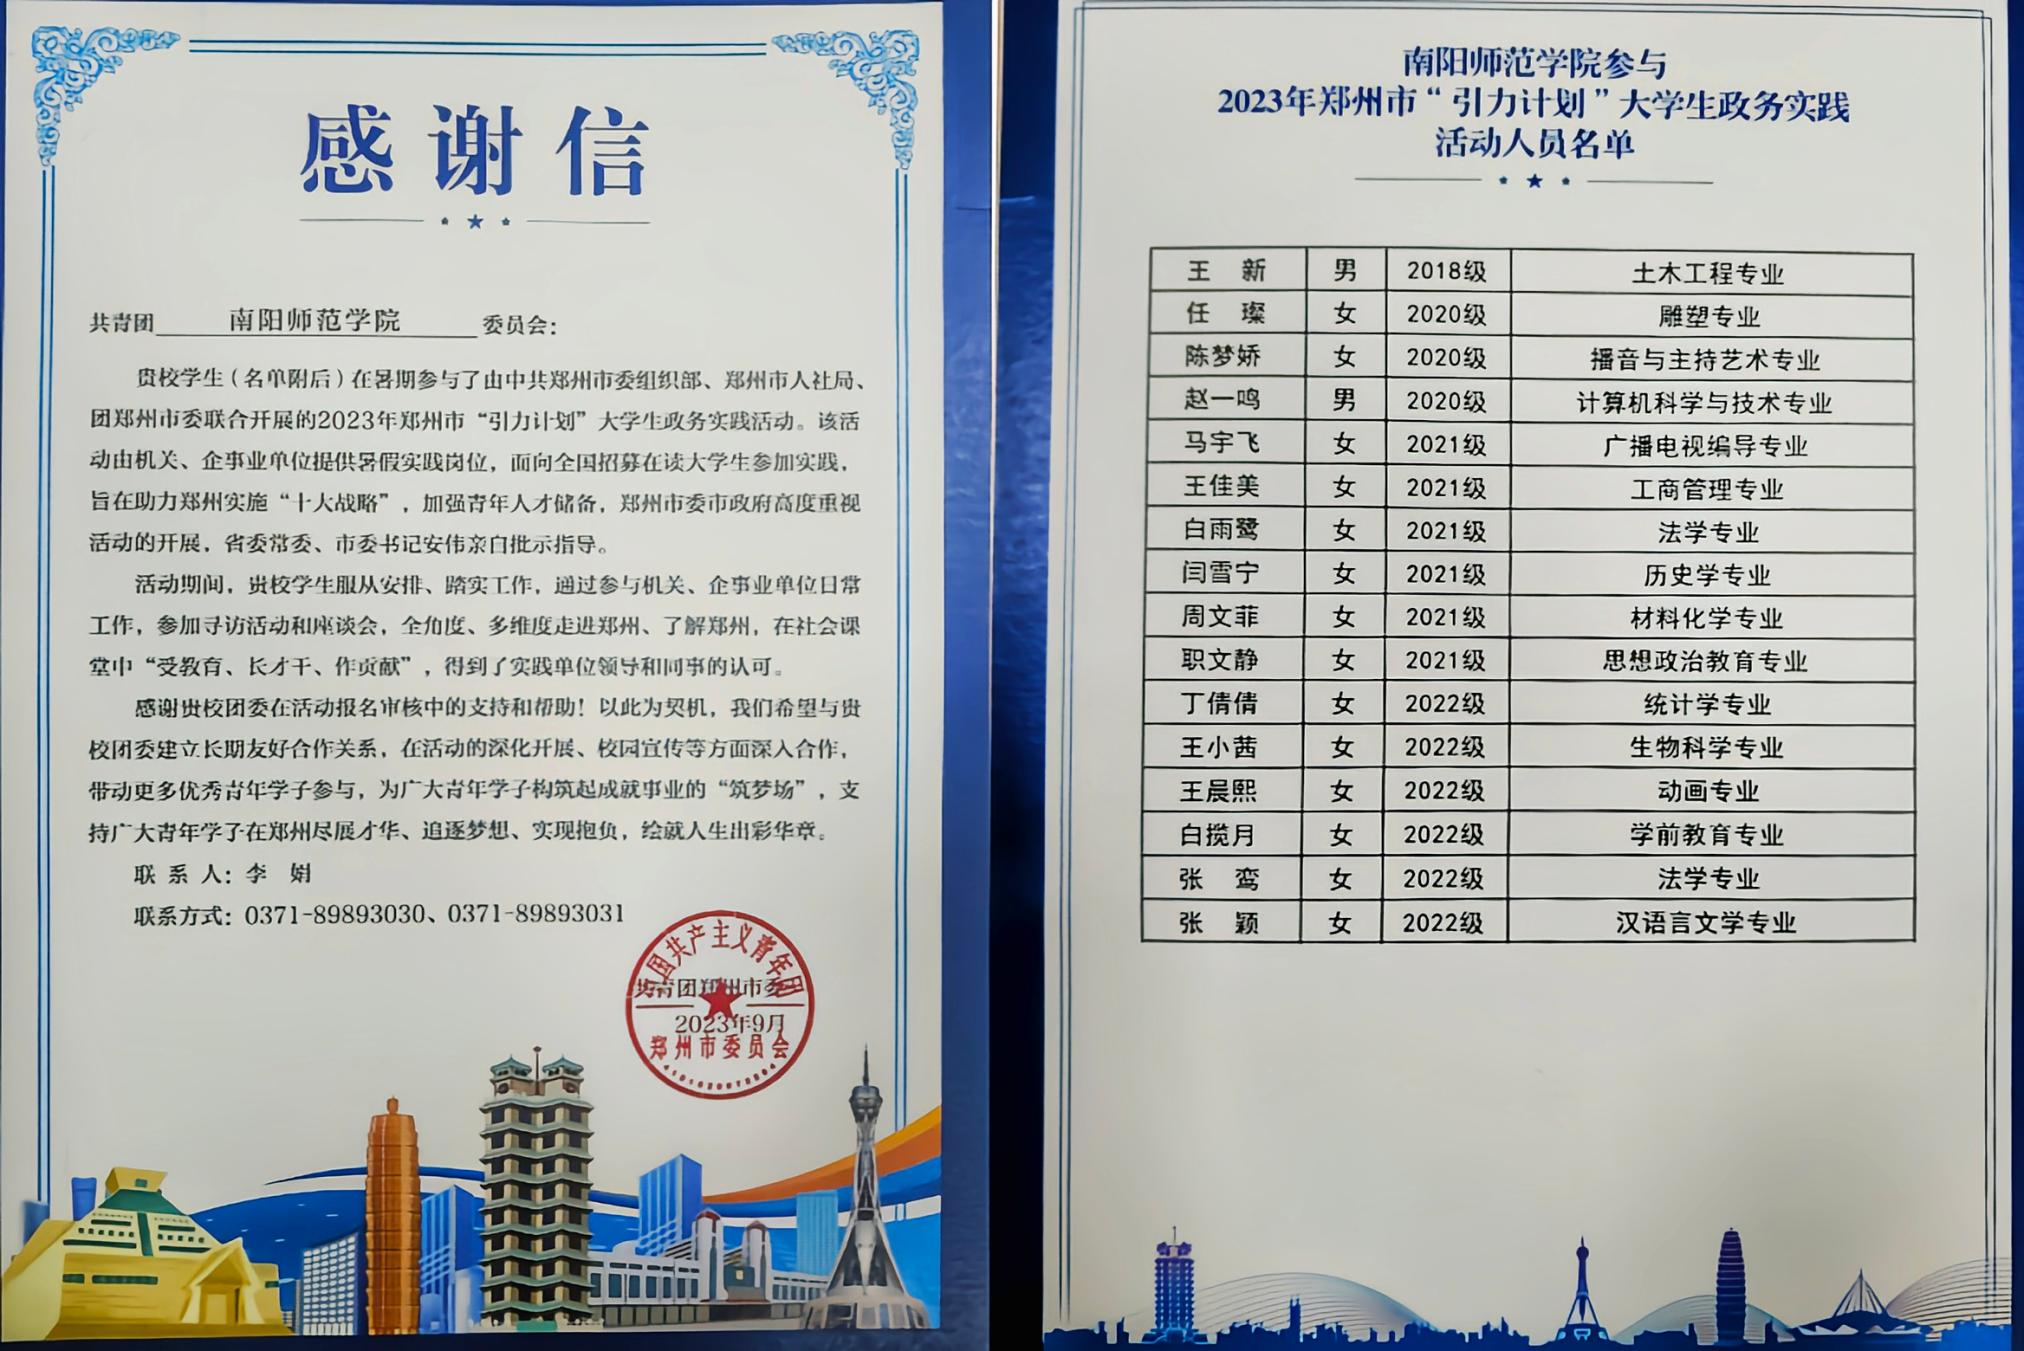 感谢信
共青团 南阳师范学院 委员会：
贵校学生（名单附后）在暑期参与了由中共郑州市委组织部、郑州市人社局、
团郑州市委联合开展的2023年郑州市“引力计划”大学生政务实践活动。该活
动由机关、企事业单位提供暑假实践岗位，面向全国招募在读大学生参加实践，
旨在助力郑州实施“十大战略”，加强青年人才储备，郑州市委市政府高度重视
活动的开展，省委常委、市委书记安伟亲自批示指导。
活动期间，贵校学生服从安排、踏实工作，通过参与机关、企事业单位日常
工作，参加寻访活动和座谈会，全角度、多维度走进郑州、了解郑州，在社会课
堂中“受教育、长才干、作贡献”，得到了实践单位领导和同事的认可。
感谢贵校团委在活动报名审核中的支持和帮助！以此为契机，我们希望与贵
校团委建立长期友好合作关系，在活动的深化开展、校园宣传等方面深入合作，
带动更多优秀青年学子参与，为广大青年学子构筑起成就事业的“筑梦场”，支
持广大青年学子在郑州尽展才华、追逐梦想、实现抱负，绘就人生出彩华章。
联 系 人：李 娟
联系方式：0371-89893030、0371-89893031
国共产主义青年团
共青团郑州市委
2023年9月
郑州市委员会
南阳师范学院参与
2023年郑州市“引力计划”大学生政务实践
活动人员名单
王 新 男 2018级 土木工程专业
任 璨 女 2020级 雕塑专业
陈梦娇 女 2020级 播音与主持艺术专业
赵一鸣 男 2020级 计算机科学与技术专业
马宇飞 女 2021级 广播电视编导专业
王佳美 女 2021级 工商管理专业
白雨鹭 女 2021级 法学专业
闫雪宁 女 2021级 历史学专业
周文菲 女 2021级 材料化学专业
职文静 女 2021级 思想政治教育专业
丁倩倩 女 2022级 统计学专业
王小茜 女 2022级 生物科学专业
王晨熙 女 2022级 动画专业
白揽月 女 2022级 学前教育专业
张 鸾 女 2022级 法学专业
张 颖 女 2022级 汉语言文学专业